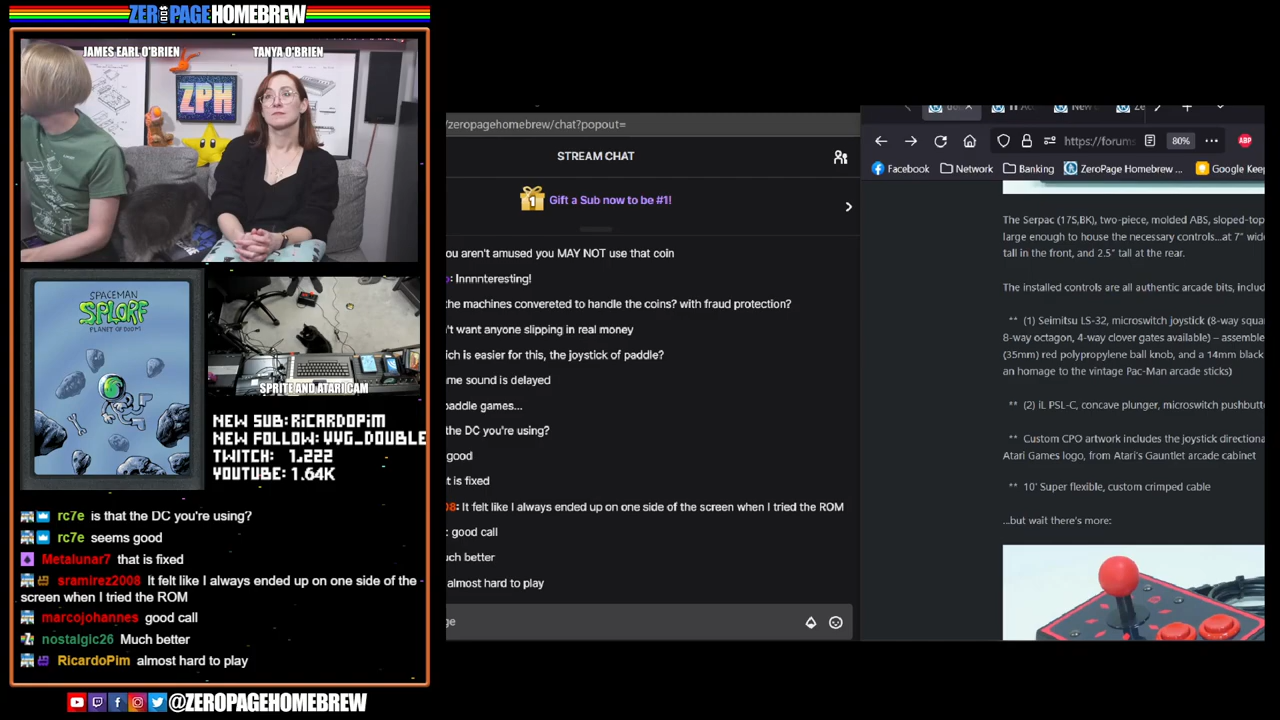 ZEROPAGE HOMEBREW
JAMES EARL O'BRIEN
TANYA O'BRIEN
ZPH
SPACEMAN
SPLORF
PLANET OF DOOM
SPRITE AND ATARI CAM
NEW SUB: RICARDOPIM
NEW FOLLOW: VVG_DOUBLE
TWITCH: 1,222
YOUTUBE: 1.64K
rc7e is that the DC you're using?
rc7e seems good
Metalunar7 that is fixed
sramirez2008 It felt like I always ended up on one side of the
screen when I tried the ROM
marcojohannes good call
nostalgic26 Much better
RicardoPim almost hard to play
@ZEROPAGEHOMEBREW
/zeropagehomebrew/chat?popout=
STREAM CHAT
1 Gift a Sub now to be #1!
ou aren't amused you MAY NOT use that coin
: Innnnteresting!
the machines convereted to handle the coins? with fraud protection?
't want anyone slipping in real money
ich is easier for this, the joystick of paddle?
ame sound is delayed
paddle games...
the DC you're using?
good
t is fixed
08: It felt like I always ended up on one side of the screen when I tried the ROM
: good call
uch better
almost hard to play
ge
https://forums
80%
ABP
Facebook
Network
Banking
ZeroPage Homebrew ...
Google Keep
The Serpac (17S,BK), two-piece, molded ABS, sloped-top
large enough to house the necessary controls...at 7" wide
tall in the front, and 2.5" tall at the rear.
The installed controls are all authentic arcade bits, includ
** (1) Seimitsu LS-32, microswitch joystick (8-way squar
8-way octagon, 4-way clover gates available) – assemble
(35mm) red polypropylene ball knob, and a 14mm black
an homage to the vintage Pac-Man arcade sticks)
** (2) iL PSL-C, concave plunger, microswitch pushbutto
** Custom CPO artwork includes the joystick directiona
Atari Games logo, from Atari's Gauntlet arcade cabinet
** 10' Super flexible, custom crimped cable
...but wait there's more: